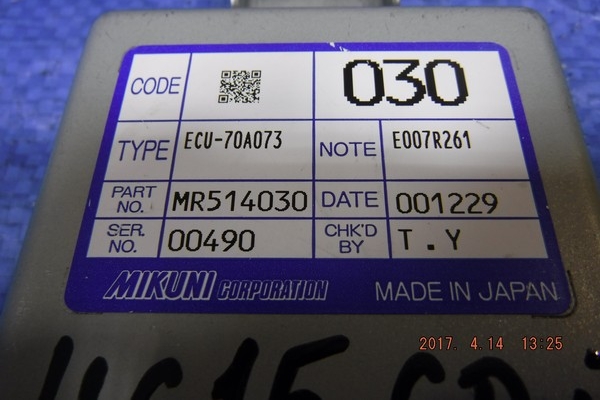 CODE 030
TYPE ECU-70A073 NOTE E007R261
PART NO. MR514030 DATE 001229
SER. NO. 00490 CHK'D BY T.Y
MIKUNI CORPORATION MADE IN JAPAN
2017. 4.14 13:25